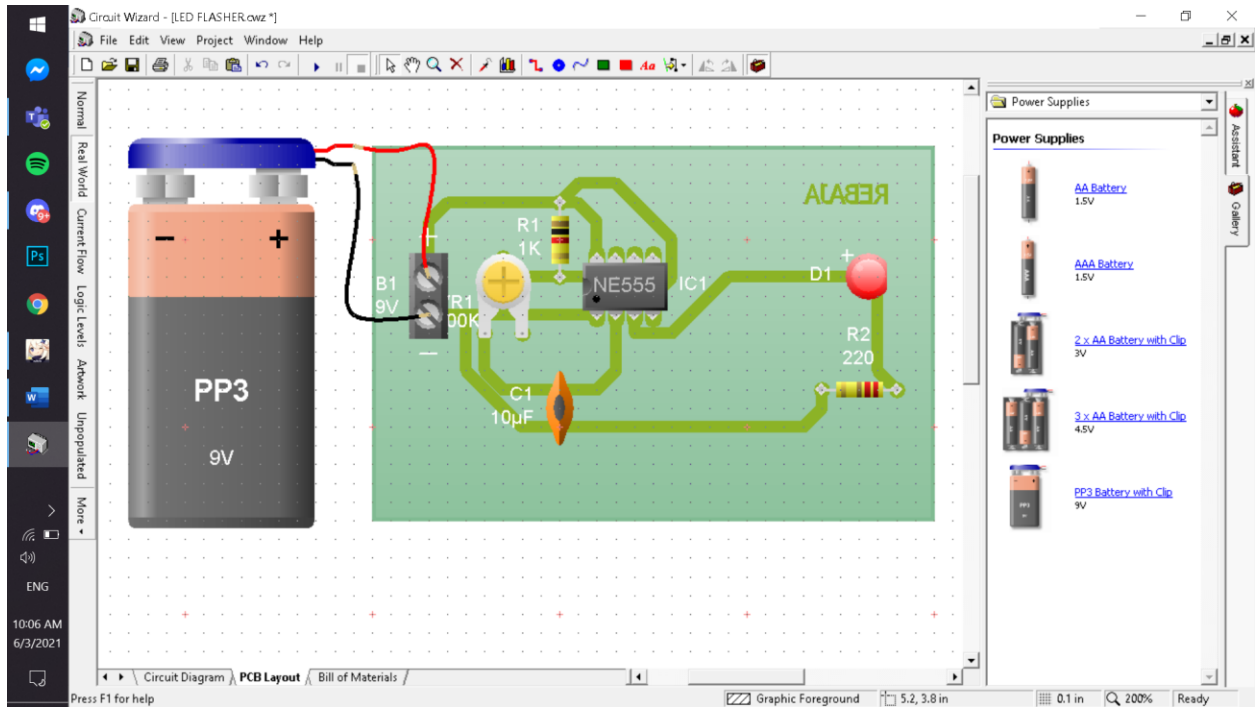 Circuit Wizard - [LED FLASHER.cwz *]
File Edit View Project Window Help
Normal
Real World
Current Flow
Logic Levels
Artwork
Unpopulated
More
PP3
9V
B1
9V
VR1
00K
R1
1K
NE555
IC1
C1
10µF
REBAJA
D1
R2
220
Power Supplies
Power Supplies
AA Battery
1.5V
AAA Battery
1.5V
2 x AA Battery with Clip
3V
3 x AA Battery with Clip
4.5V
PP3 Battery with Clip
9V
Assistant
Gallery
Ps
9+
W
ENG
10:06 AM
6/3/2021
Circuit Diagram PCB Layout Bill of Materials
Press F1 for help
Graphic Foreground 5.2, 3.8 in 0.1 in 200% Ready